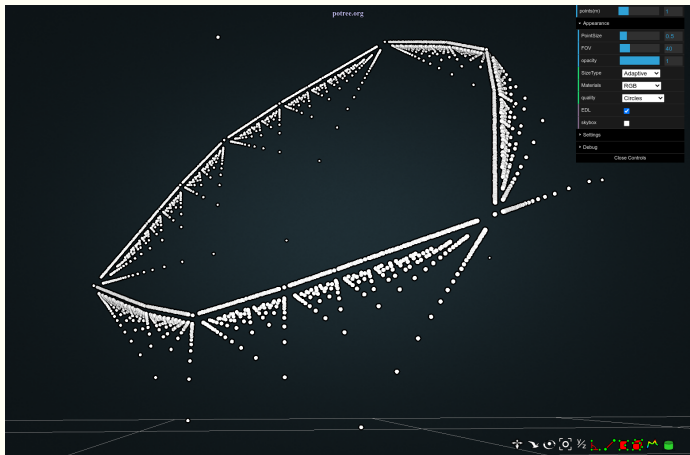 potree.org
points(m) 1
Appearance
PointSize 0.5
FOV 40
opacity 1
SizeType Adaptive
Materials RGB
quality Circles
EDL
skybox
Settings
Debug
Close Controls